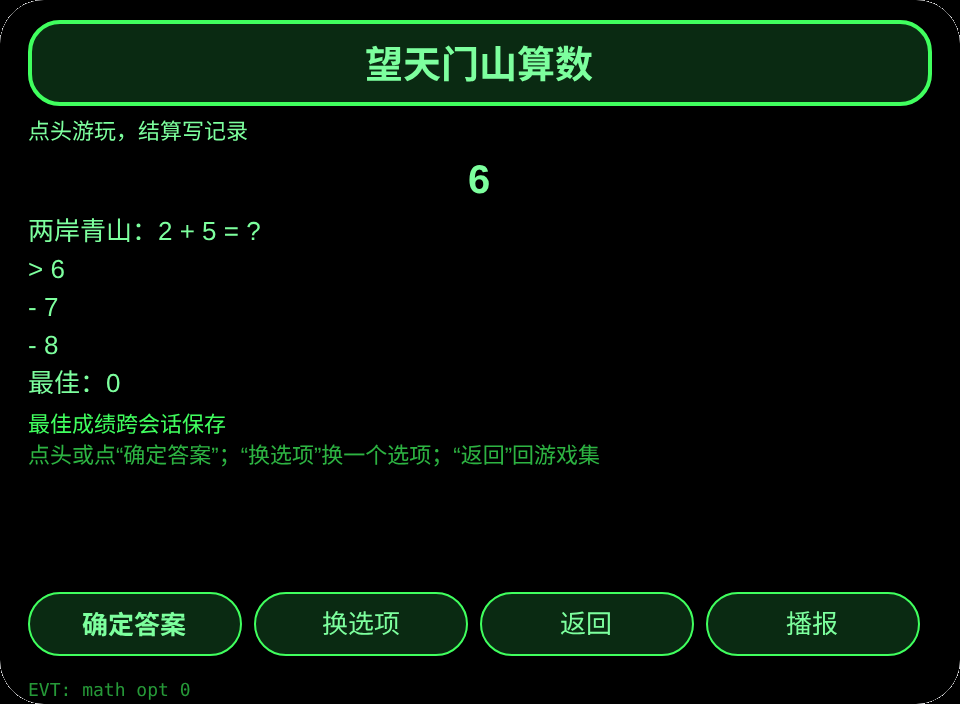 望天门山算数
点头游玩，结算写记录
6
两岸青山：2 + 5 = ?
> 6
- 7
- 8
最佳：0
最佳成绩跨会话保存
点头或点“确定答案”；“换选项”换一个选项；“返回”回游戏集
确定答案 换选项 返回 播报
EVT: math opt 0